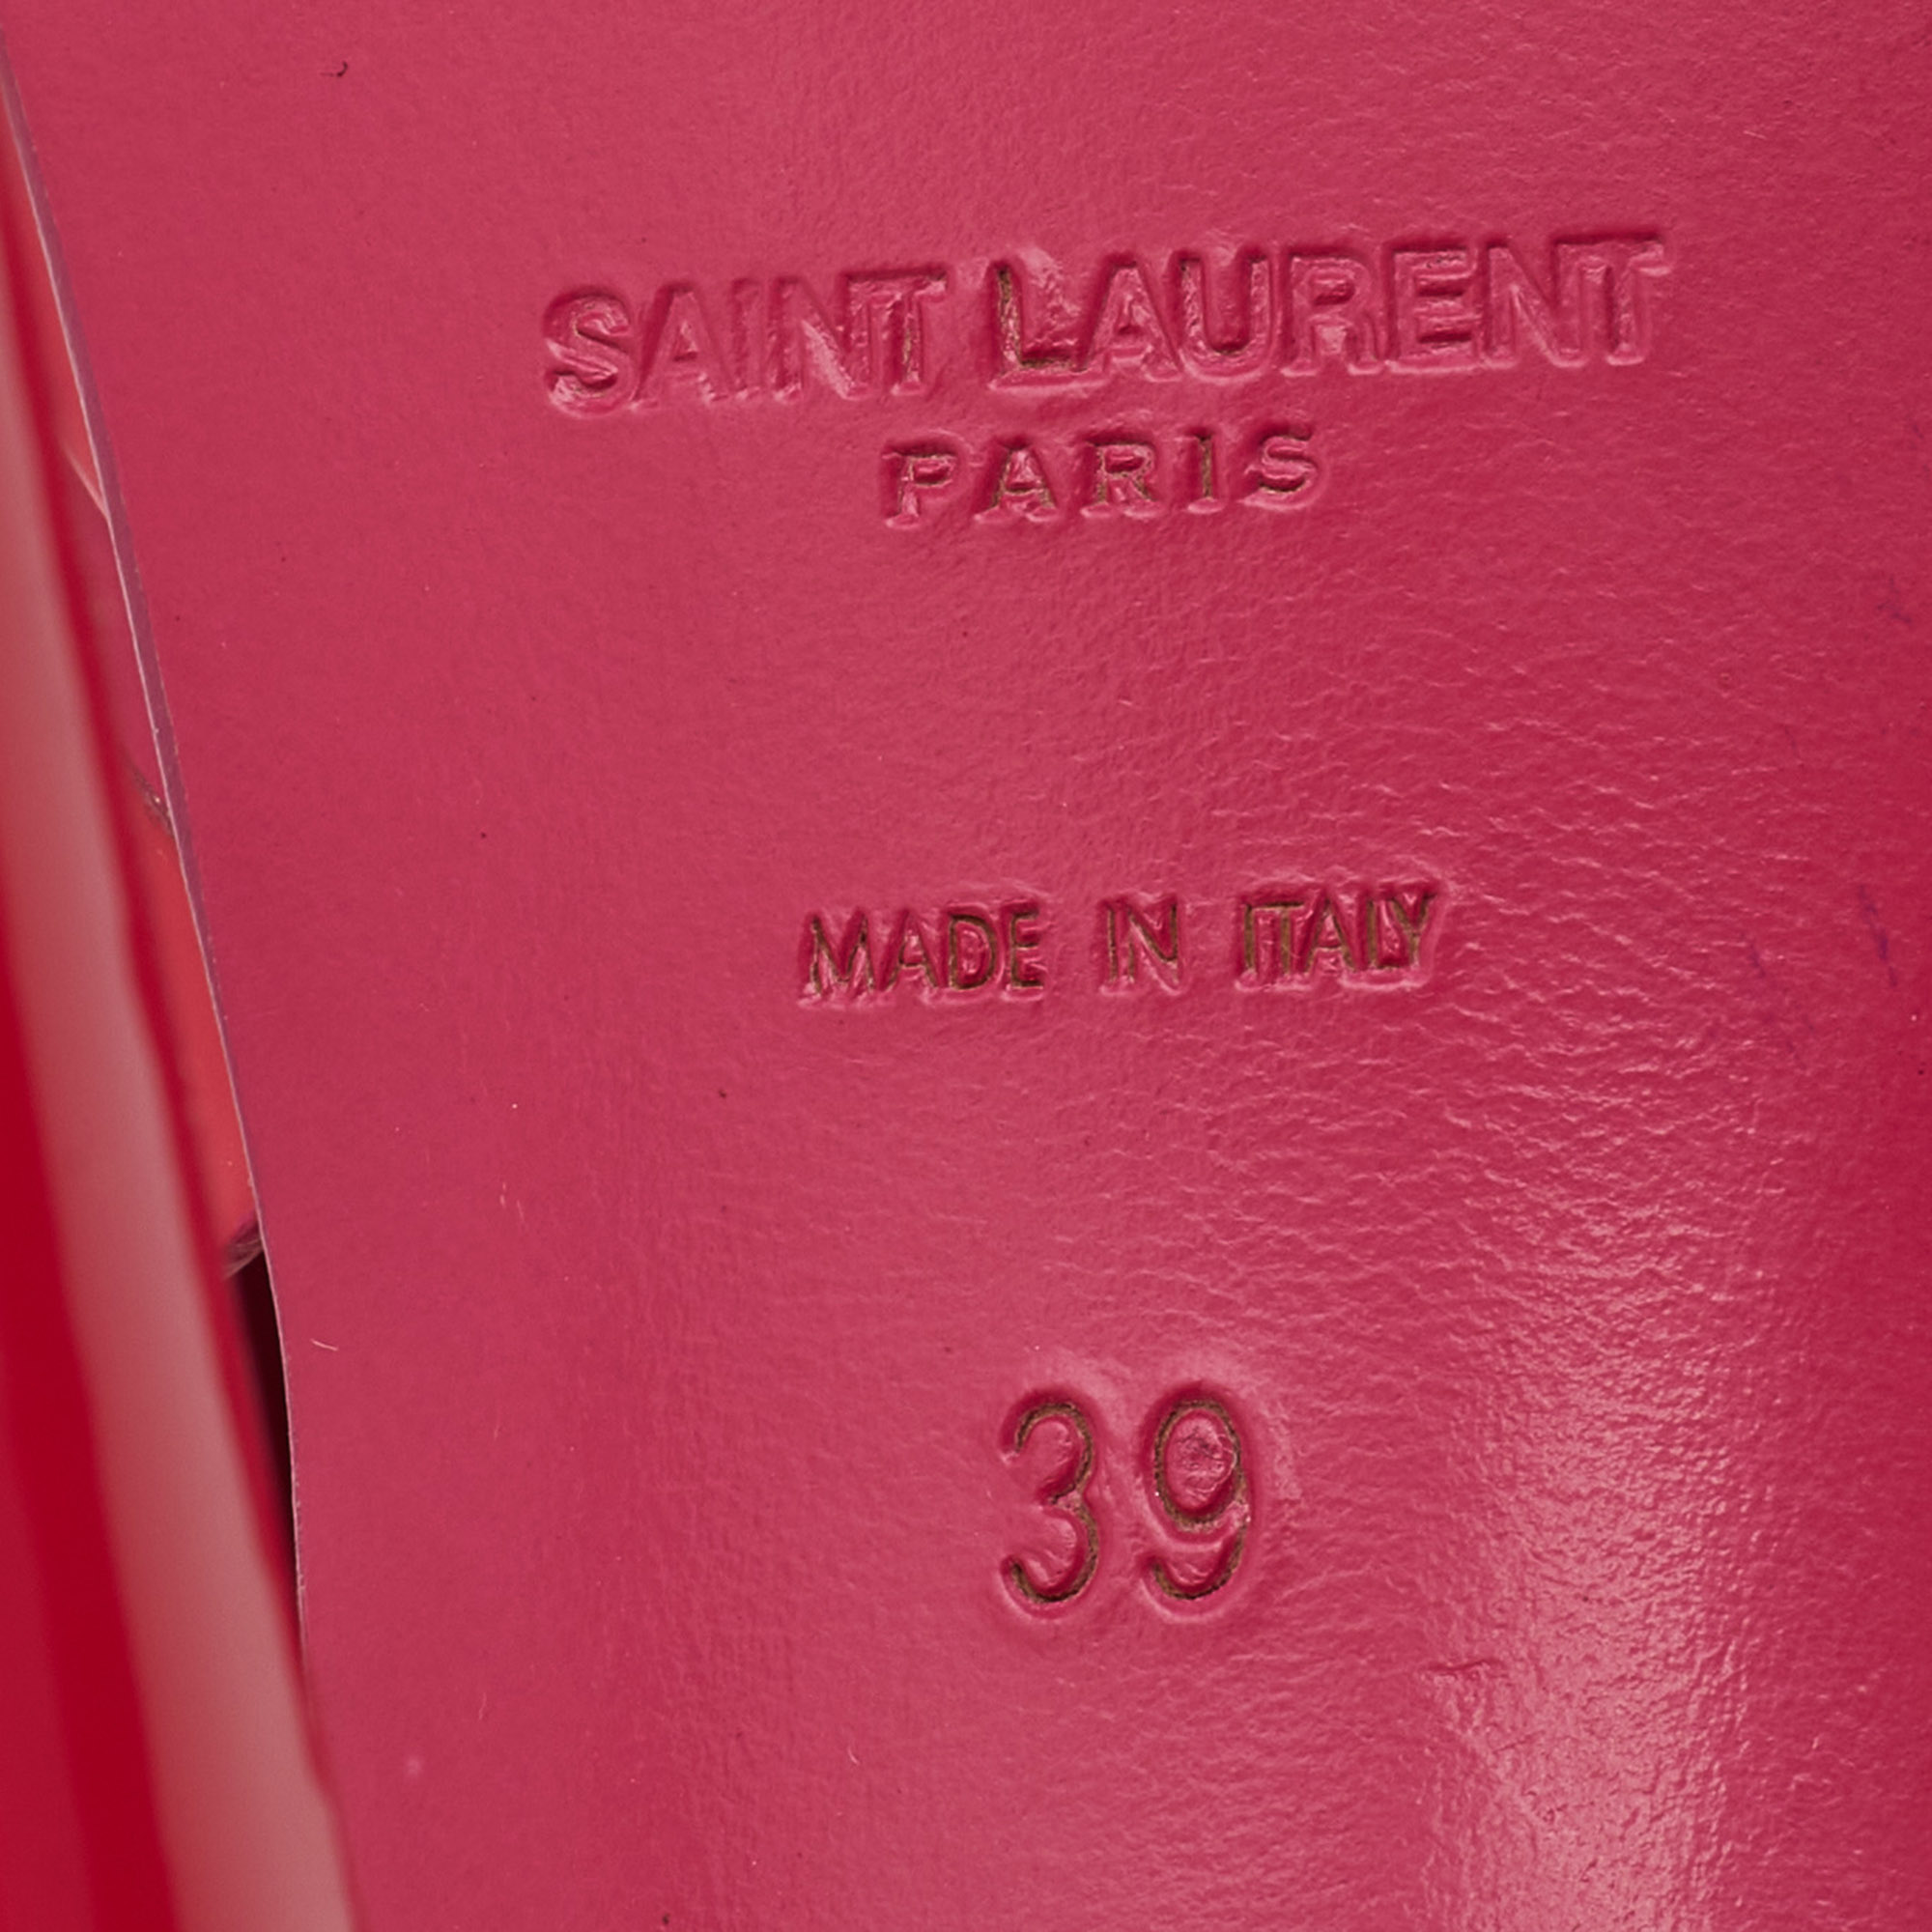 SAINT LAURENT
PARIS
MADE IN ITALY
39